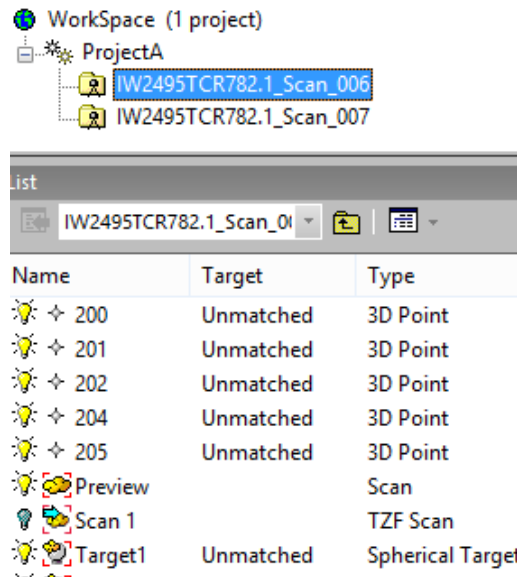 WorkSpace (1 project)
ProjectA
IW2495TCR782.1_Scan_006
IW2495TCR782.1_Scan_007
List
IW2495TCR782.1_Scan_0
Name Target Type
200 Unmatched 3D Point
201 Unmatched 3D Point
202 Unmatched 3D Point
204 Unmatched 3D Point
205 Unmatched 3D Point
Preview Scan
Scan 1 TZF Scan
Target1 Unmatched Spherical Target